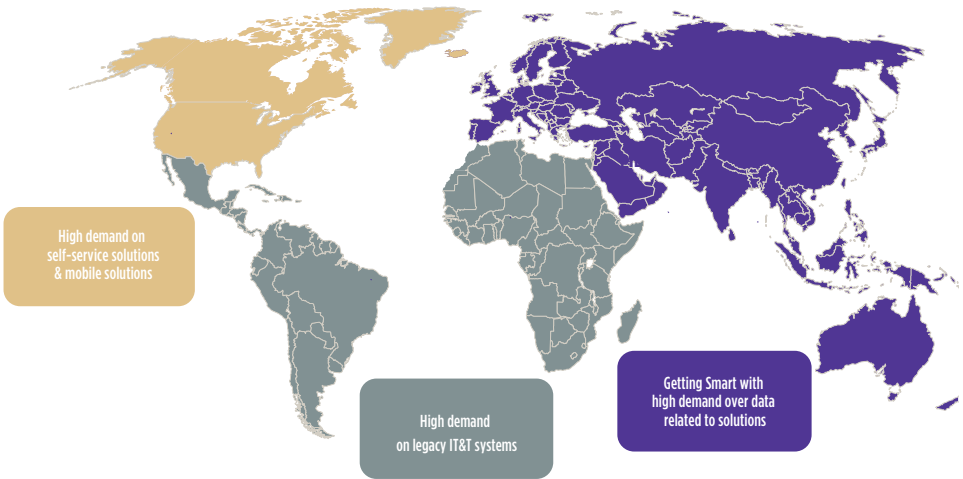 High demand on
self-service solutions
& mobile solutions
High demand
on legacy IT&T systems
Getting Smart with
high demand over data
related to solutions